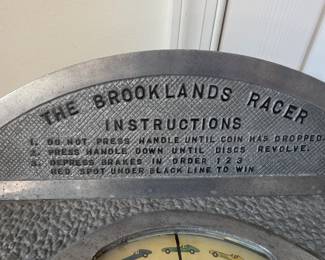 THE BROOKLANDS RACER
INSTRUCTIONS
1. DO NOT PRESS HANDLE UNTIL COIN HAS DROPPED.
2. PRESS HANDLE DOWN UNTIL DISCS REVOLVE.
3. DEPRESS BRAKES IN ORDER 1 2 3
RED SPOT UNDER BLACK LINE TO WIN